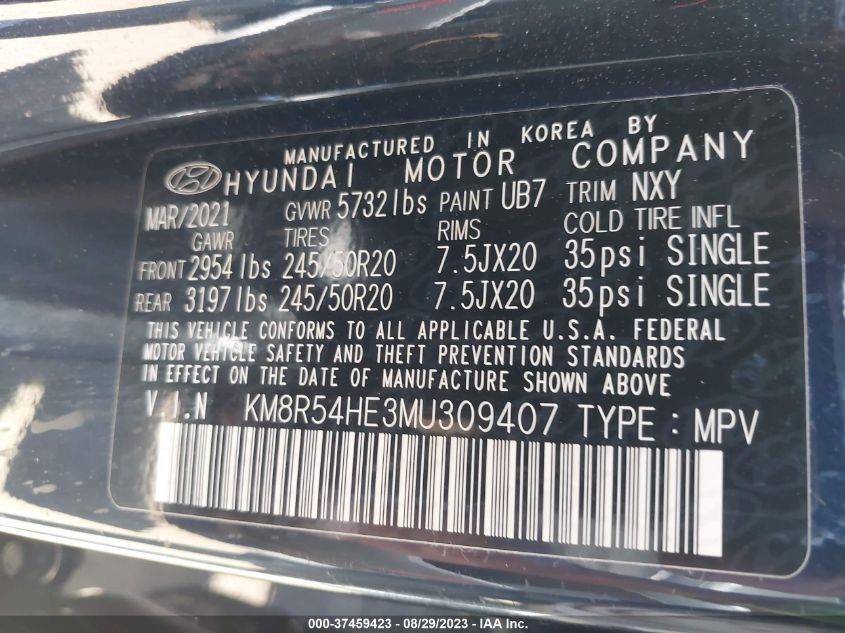 MANUFACTURED IN KOREA BY
HYUNDAI MOTOR COMPANY
MAR/2021 GVWR 5732lbs PAINT UB7 TRIM NXY
GAWR TIRES RIMS COLD TIRE INFL
FRONT 2954lbs 245/50R20 7.5JX20 35psi SINGLE
REAR 3197lbs 245/50R20 7.5JX20 35psi SINGLE
THIS VEHICLE CONFORMS TO ALL APPLICABLE U.S.A. FEDERAL
MOTOR VEHICLE SAFETY AND THEFT PREVENTION STANDARDS
IN EFFECT ON THE DATE OF MANUFACTURE SHOWN ABOVE
V.I.N KM8R54HE3MU309407 TYPE : MPV
000-37459423 - 08/29/2023 - IAA Inc.